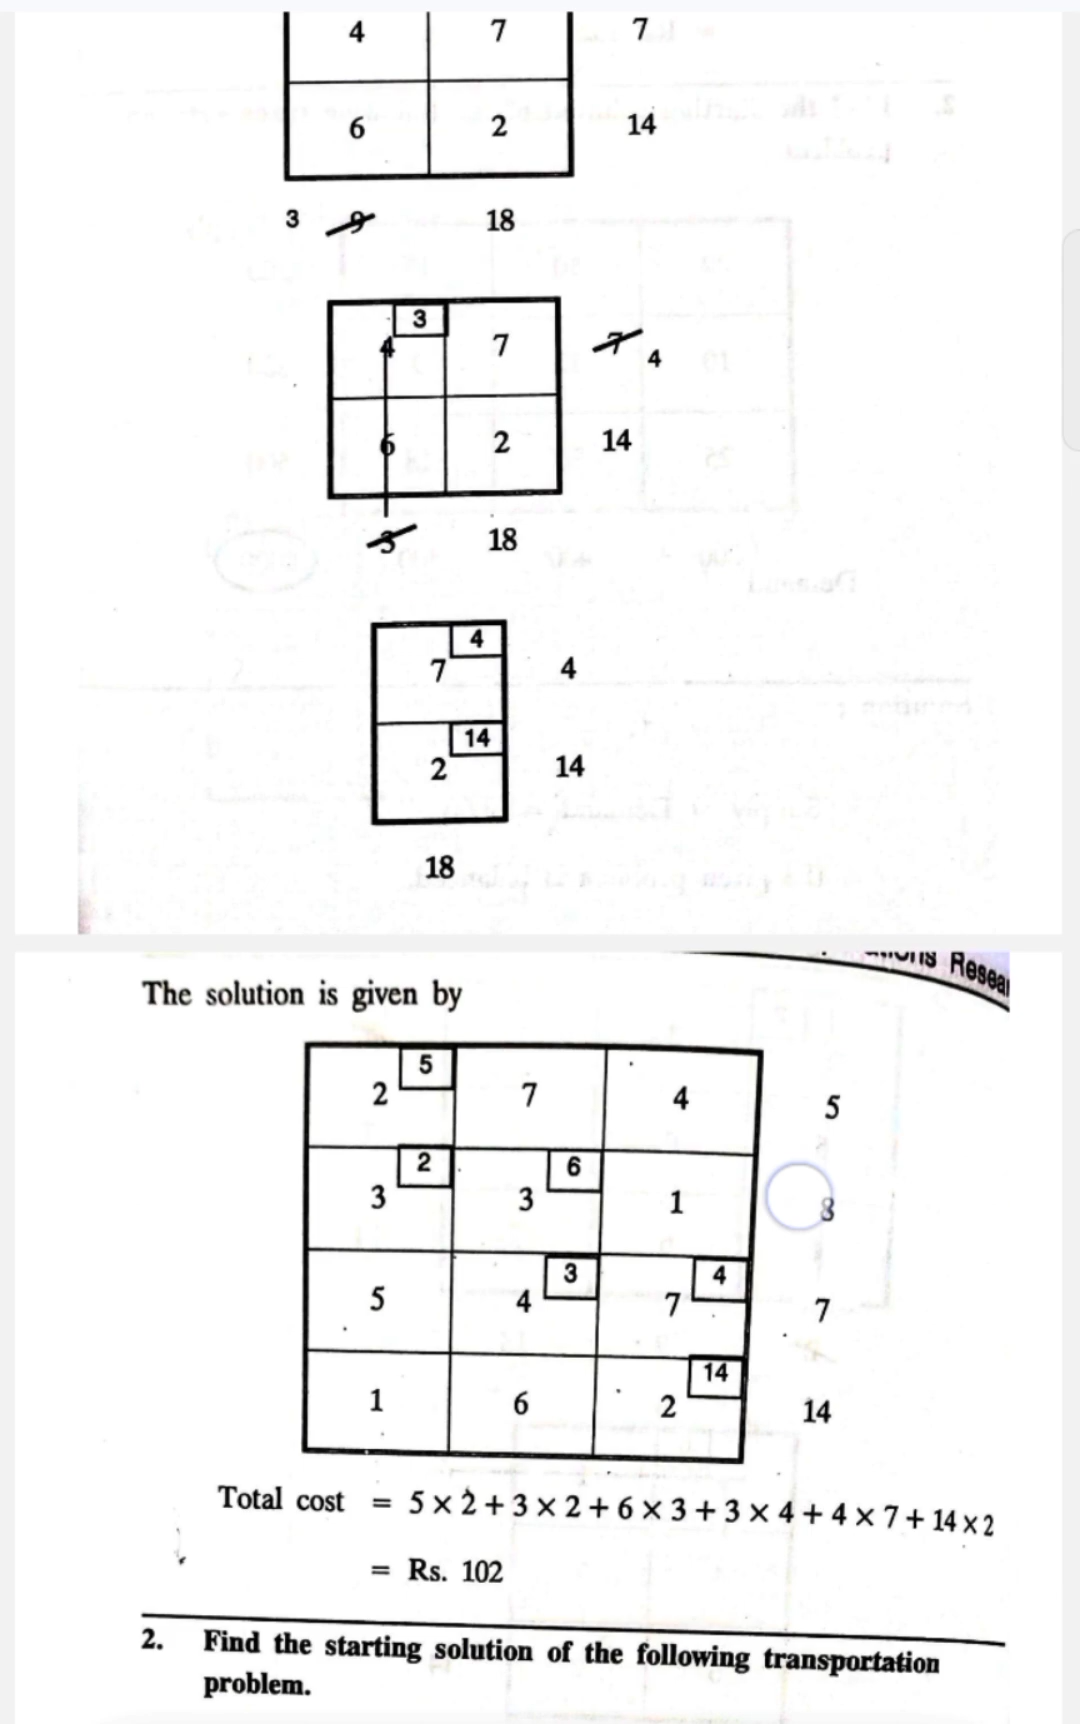 4 7 7
6 2 14
3 9 18
3
4 7 7 4
6 2 14
3 18
4
7 4
14
2 14
18
Resear
The solution is given by
5
2 7 4 5
2 6
3 3 1 8
3 4
5 4 7 7
14
1 6 2 14
Total cost = 5 × 2 + 3 × 2 + 6 × 3 + 3 × 4 + 4 × 7 + 14 × 2
= Rs. 102
2. Find the starting solution of the following transportation
problem.